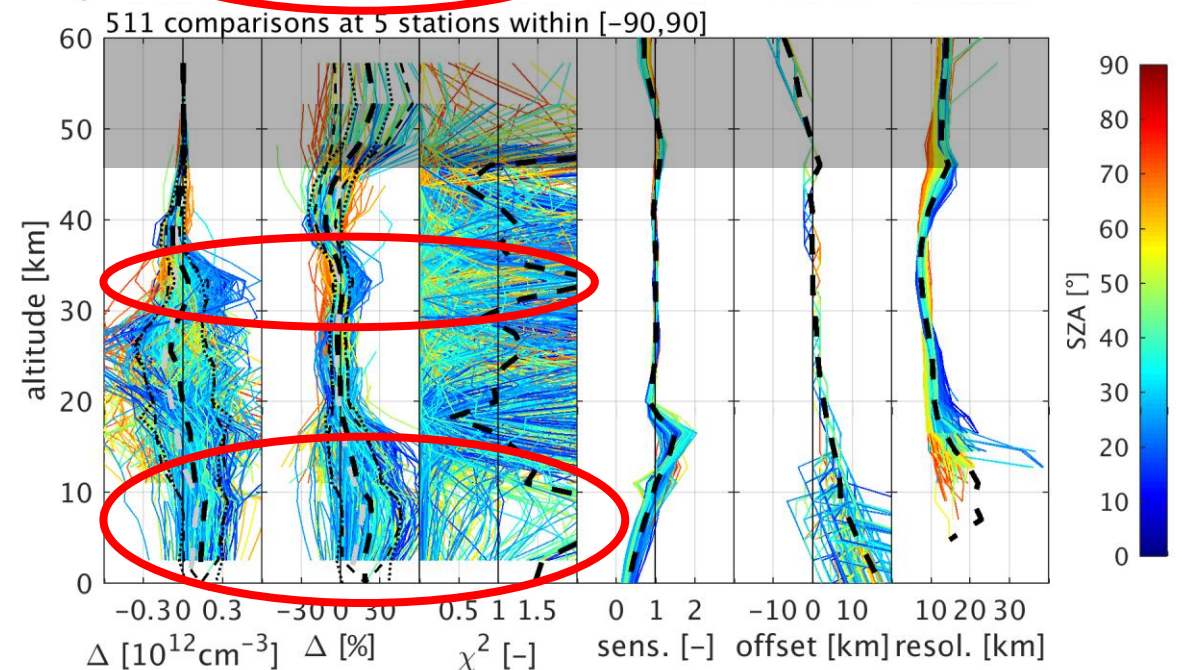 511 comparisons at 5 stations within [-90,90]
60
50
40
30
20
10
0
altitude [km]
-0.30 0.3
-30 0 30
0.5 1 1.5
0 1 2
-10 0 10
10 20 30
Δ [10¹²cm⁻³]
Δ [%]
χ² [-]
sens. [-]
offset [km]
resol. [km]
90
80
70
60
50
40
30
20
10
0
SZA [°]